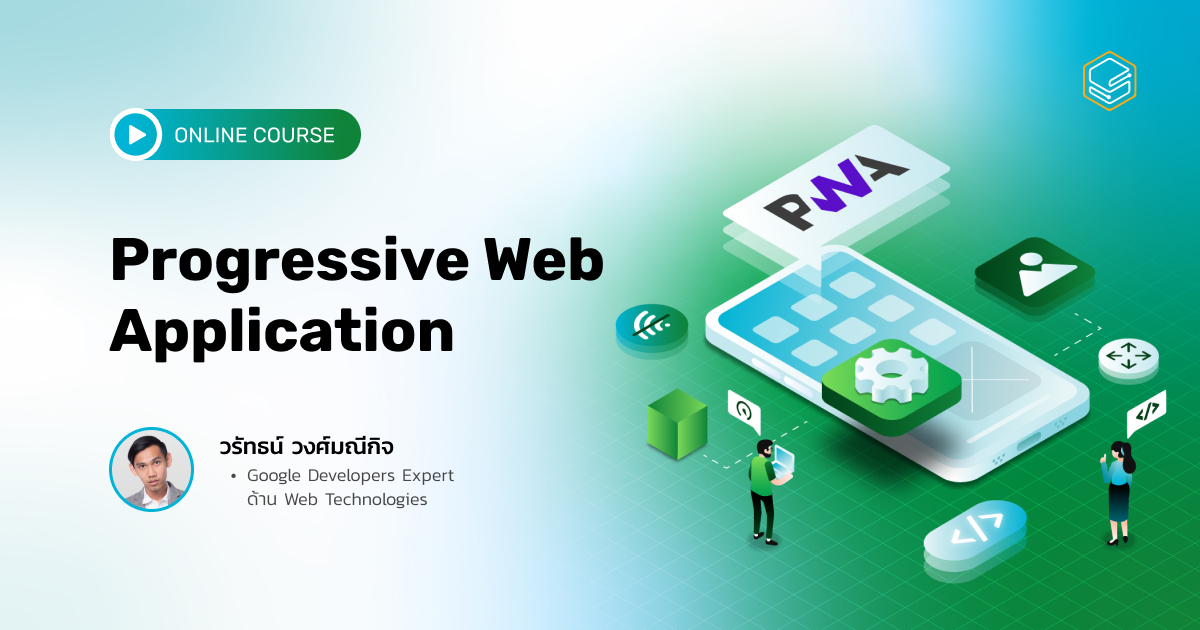 ONLINE COURSE
PWA
Progressive Web
Application
วรัทธน์ วงศ์มณีกิจ
• Google Developers Expert
ด้าน Web Technologies
</>
</>